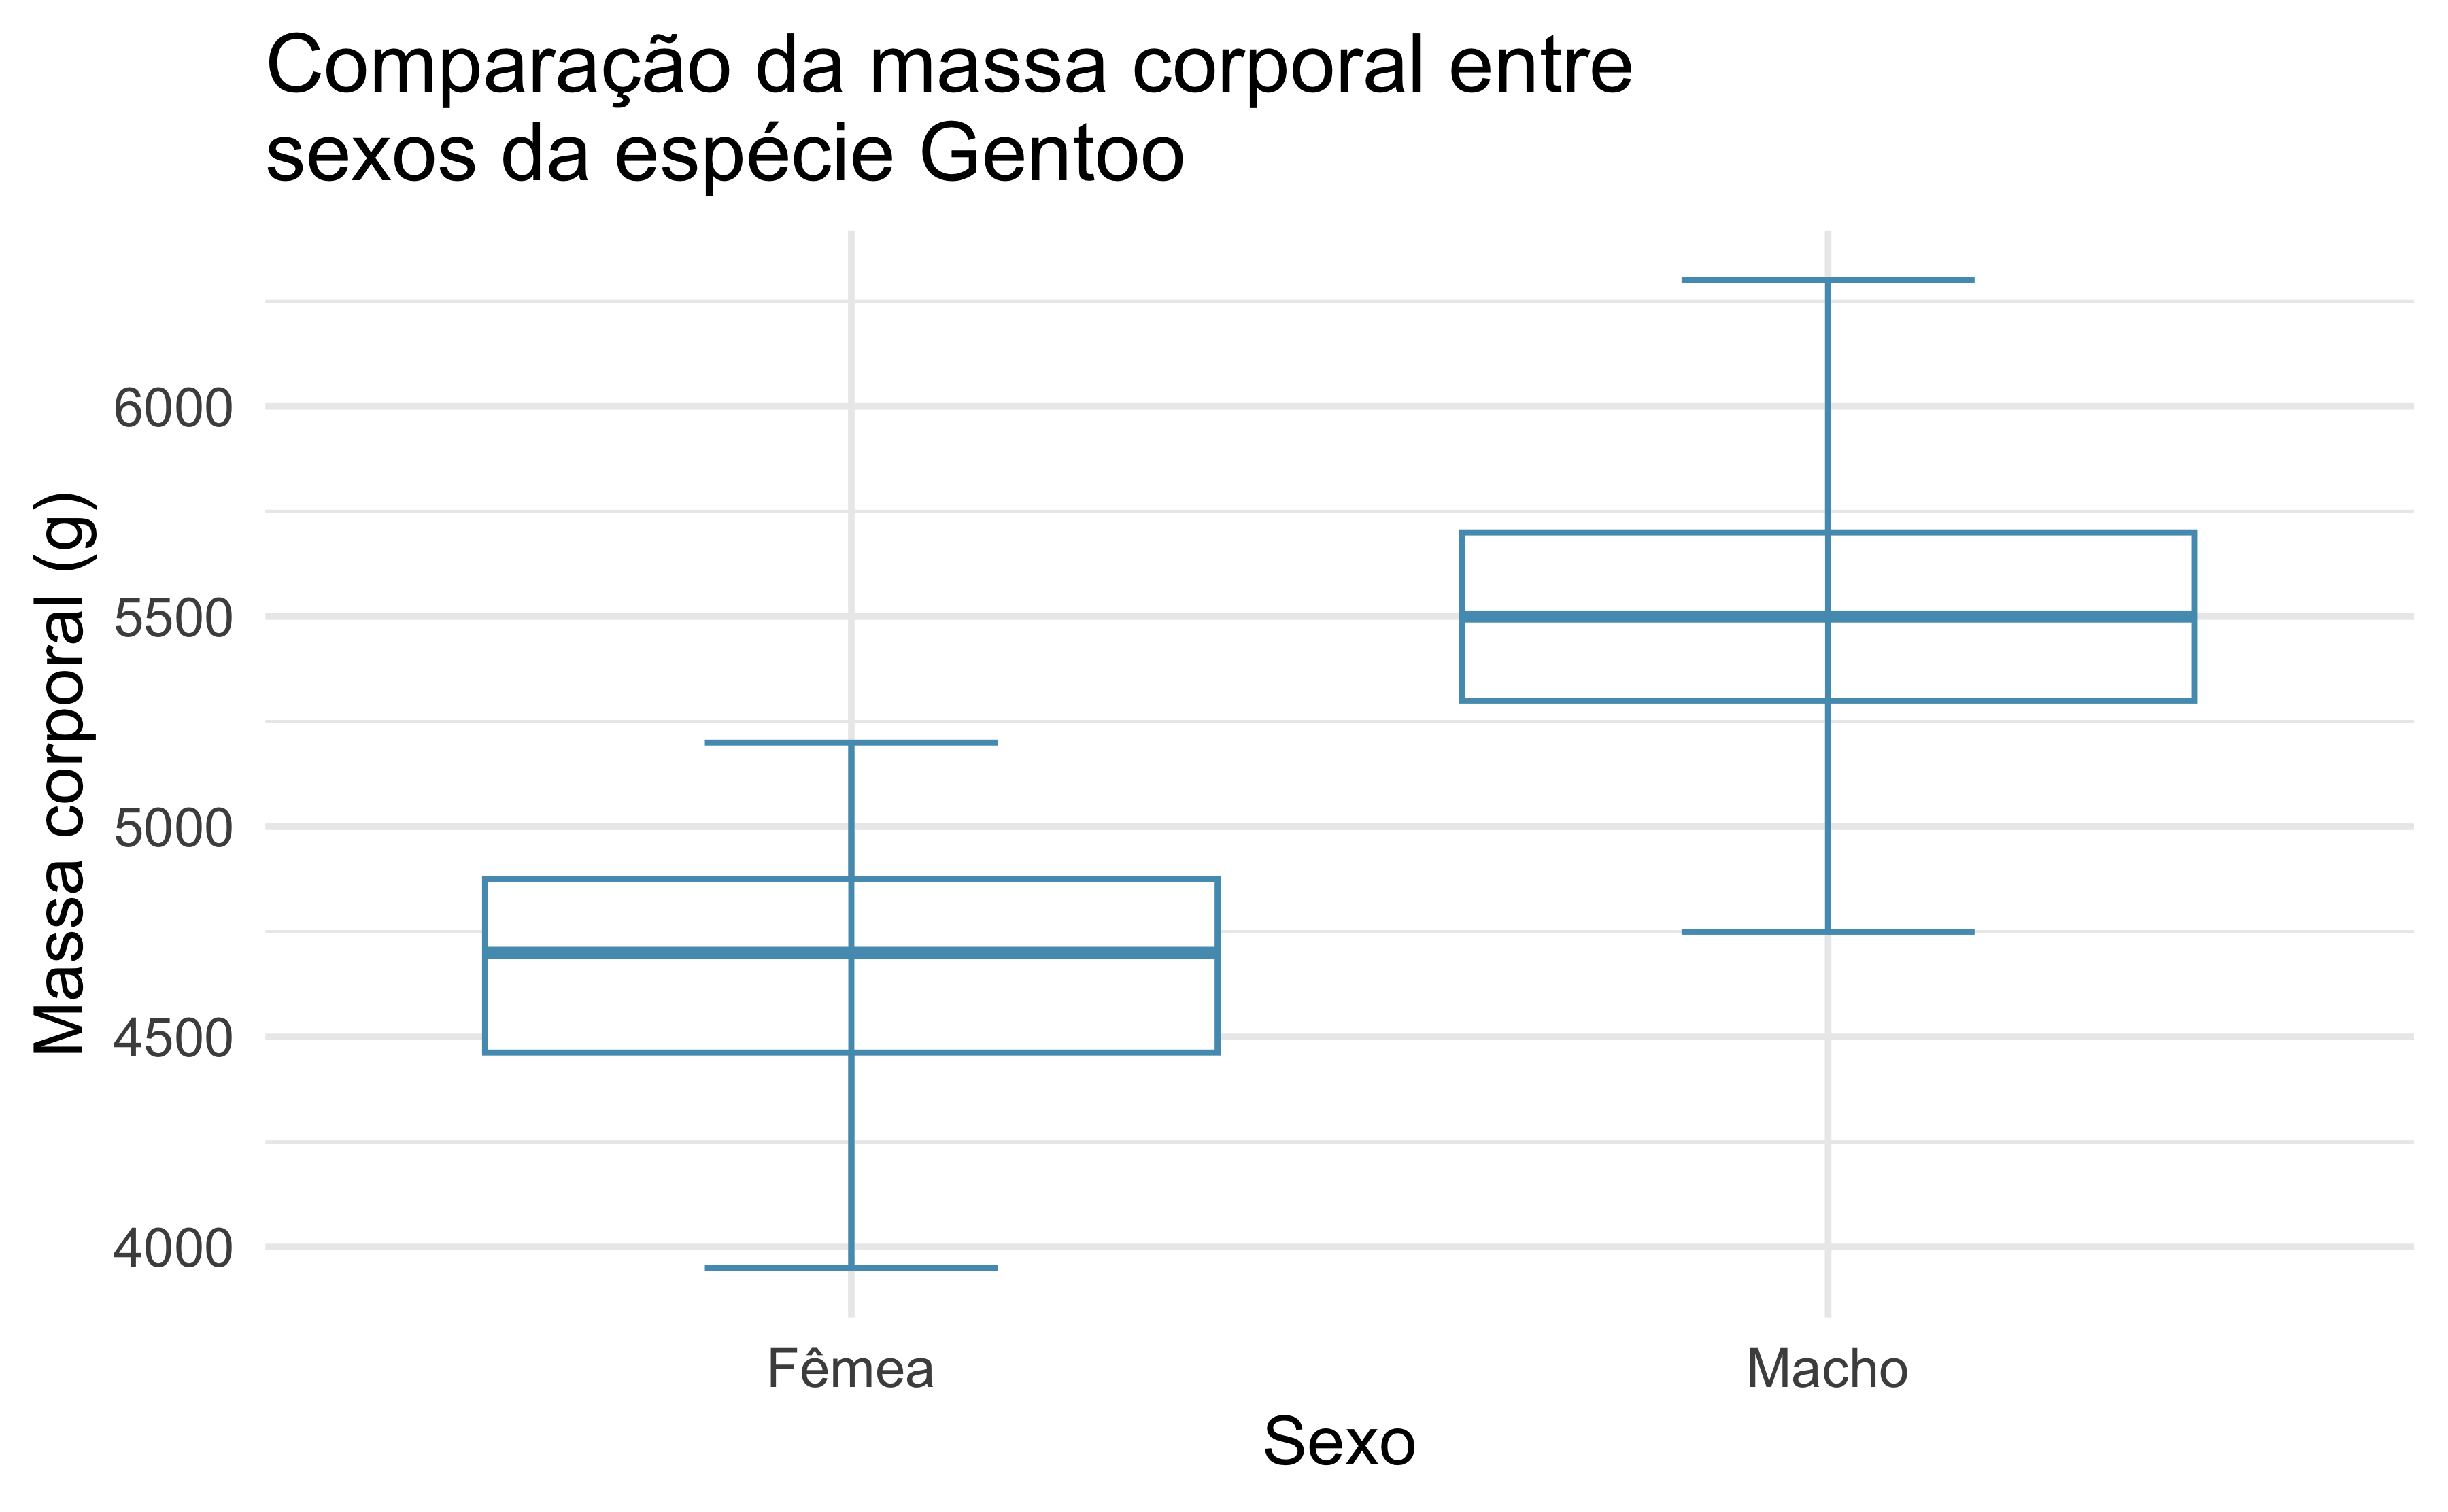 Comparação da massa corporal entre
sexos da espécie Gentoo
Massa corporal (g)
6000
5500
5000
4500
4000
Fêmea
Macho
Sexo